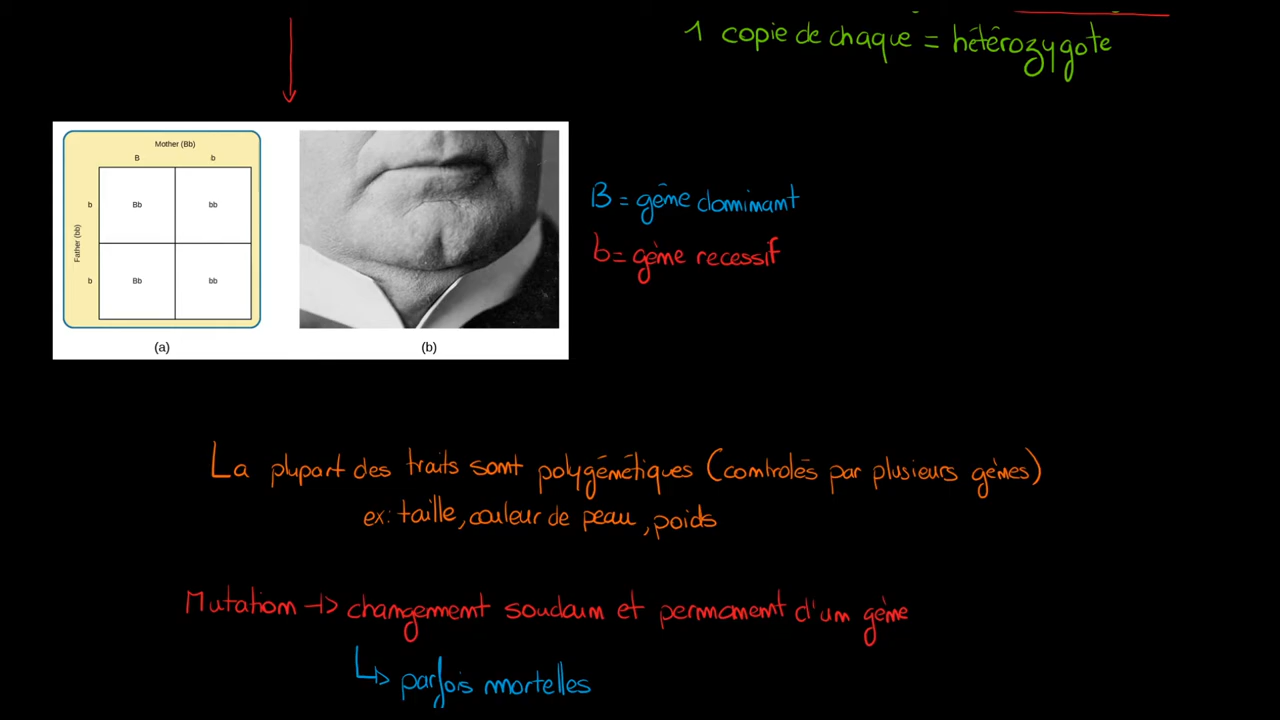 1 copie de chaque = hétérozygote
Mother (Bb)
B b
b Bb bb
Father (bb)
b Bb bb
(a) (b)
B = gène dominant
b = gène recessif
La plupart des traits sont polygénétiques (contrôlés par plusieurs gènes)
ex: taille, couleur de peau, poids
Mutation → changement soudain et permanent d'un gène
↳ parfois mortelles